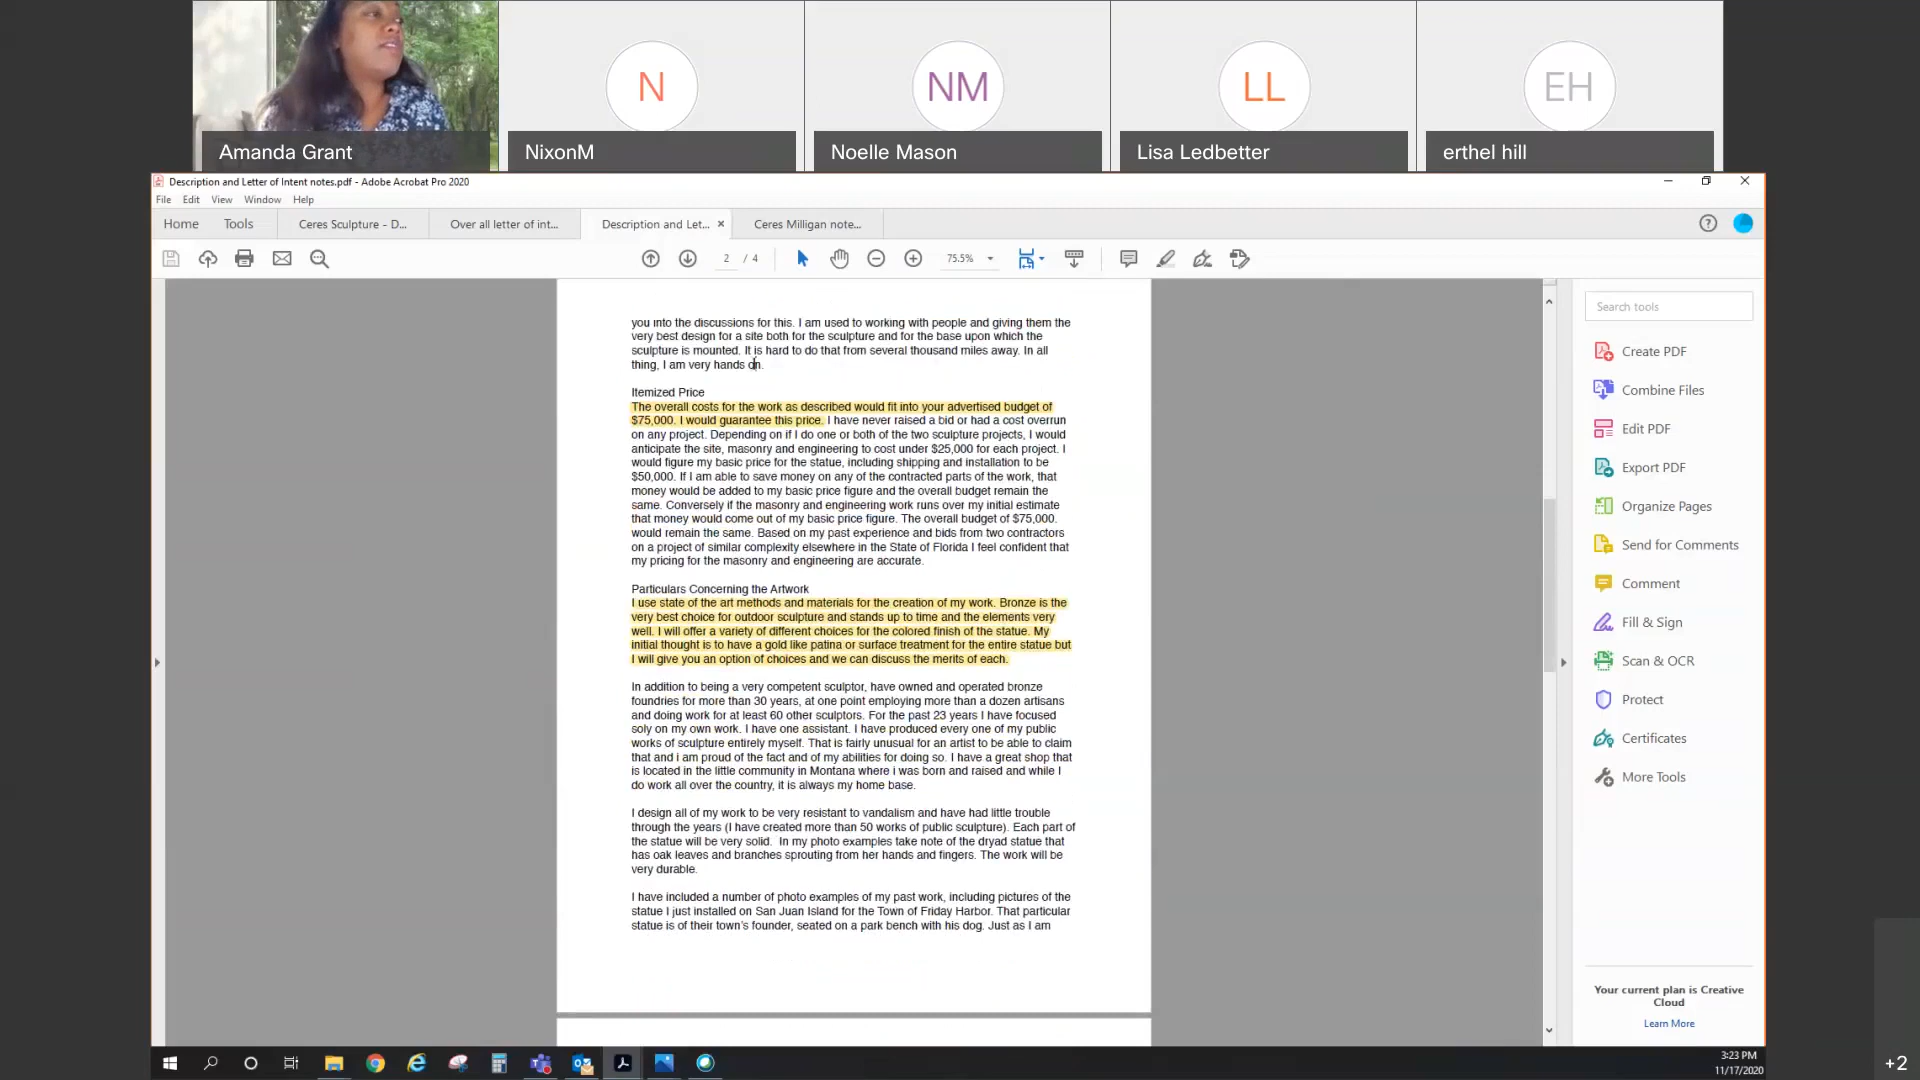 N
NM
LL
EH
Amanda Grant
NixonM
Noelle Mason
Lisa Ledbetter
erthel hill
Description and Letter of Intent notes.pdf - Adobe Acrobat Pro 2020
File Edit View Window Help
Home Tools Ceres Sculpture - D... Over all letter of int... Description and Let... × Ceres Milligan note...
2 / 4 75.5%
you into the discussions for this. I am used to working with people and giving them the
very best design for a site both for the sculpture and for the base upon which the
sculpture is mounted. It is hard to do that from several thousand miles away. In all
thing, I am very hands on.
Itemized Price
The overall costs for the work as described would fit into your advertised budget of
$75,000. I would guarantee this price. I have never raised a bid or had a cost overrun
on any project. Depending on if I do one or both of the two sculpture projects, I would
anticipate the site, masonry and engineering to cost under $25,000 for each project. I
would figure my basic price for the statue, including shipping and installation to be
$50,000. If I am able to save money on any of the contracted parts of the work, that
money would be added to my basic price figure and the overall budget remain the
same. Conversely if the masonry and engineering work runs over my initial estimate
that money would come out of my basic price figure. The overall budget of $75,000.
would remain the same. Based on my past experience and bids from two contractors
on a project of similar complexity elsewhere in the State of Florida I feel confident that
my pricing for the masonry and engineering are accurate.
Particulars Concerning the Artwork
I use state of the art methods and materials for the creation of my work. Bronze is the
very best choice for outdoor sculpture and stands up to time and the elements very
well. I will offer a variety of different choices for the colored finish of the statue. My
initial thought is to have a gold like patina or surface treatment for the entire statue but
I will give you an option of choices and we can discuss the merits of each.
In addition to being a very competent sculptor, have owned and operated bronze
foundries for more than 30 years, at one point employing more than a dozen artisans
and doing work for at least 60 other sculptors. For the past 23 years I have focused
soly on my own work. I have one assistant. I have produced every one of my public
works of sculpture entirely myself. That is fairly unusual for an artist to be able to claim
that and i am proud of the fact and of my abilities for doing so. I have a great shop that
is located in the little community in Montana where i was born and raised and while I
do work all over the country, it is always my home base.
I design all of my work to be very resistant to vandalism and have had little trouble
through the years (I have created more than 50 works of public sculpture). Each part of
the statue will be very solid. In my photo examples take note of the dryad statue that
has oak leaves and branches sprouting from her hands and fingers. The work will be
very durable.
I have included a number of photo examples of my past work, including pictures of the
statue I just installed on San Juan Island for the Town of Friday Harbor. That particular
statue is of their town's founder, seated on a park bench with his dog. Just as I am
Search tools
Create PDF
Combine Files
Edit PDF
Export PDF
Organize Pages
Send for Comments
Comment
Fill & Sign
Scan & OCR
Protect
Certificates
More Tools
Your current plan is Creative
Cloud
Learn More
3:23 PM
11/17/2020
+2